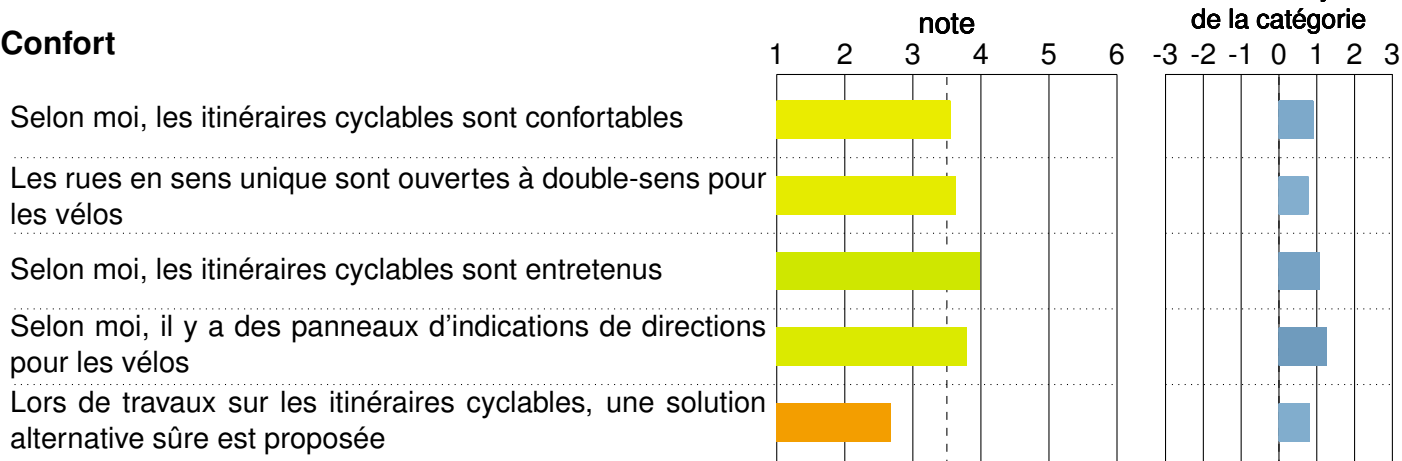 Confort
note
de la catégorie
1 2 3 4 5 6
-3 -2 -1 0 1 2 3
Selon moi, les itinéraires cyclables sont confortables
Les rues en sens unique sont ouvertes à double-sens pour
les vélos
Selon moi, les itinéraires cyclables sont entretenus
Selon moi, il y a des panneaux d'indications de directions
pour les vélos
Lors de travaux sur les itinéraires cyclables, une solution
alternative sûre est proposée